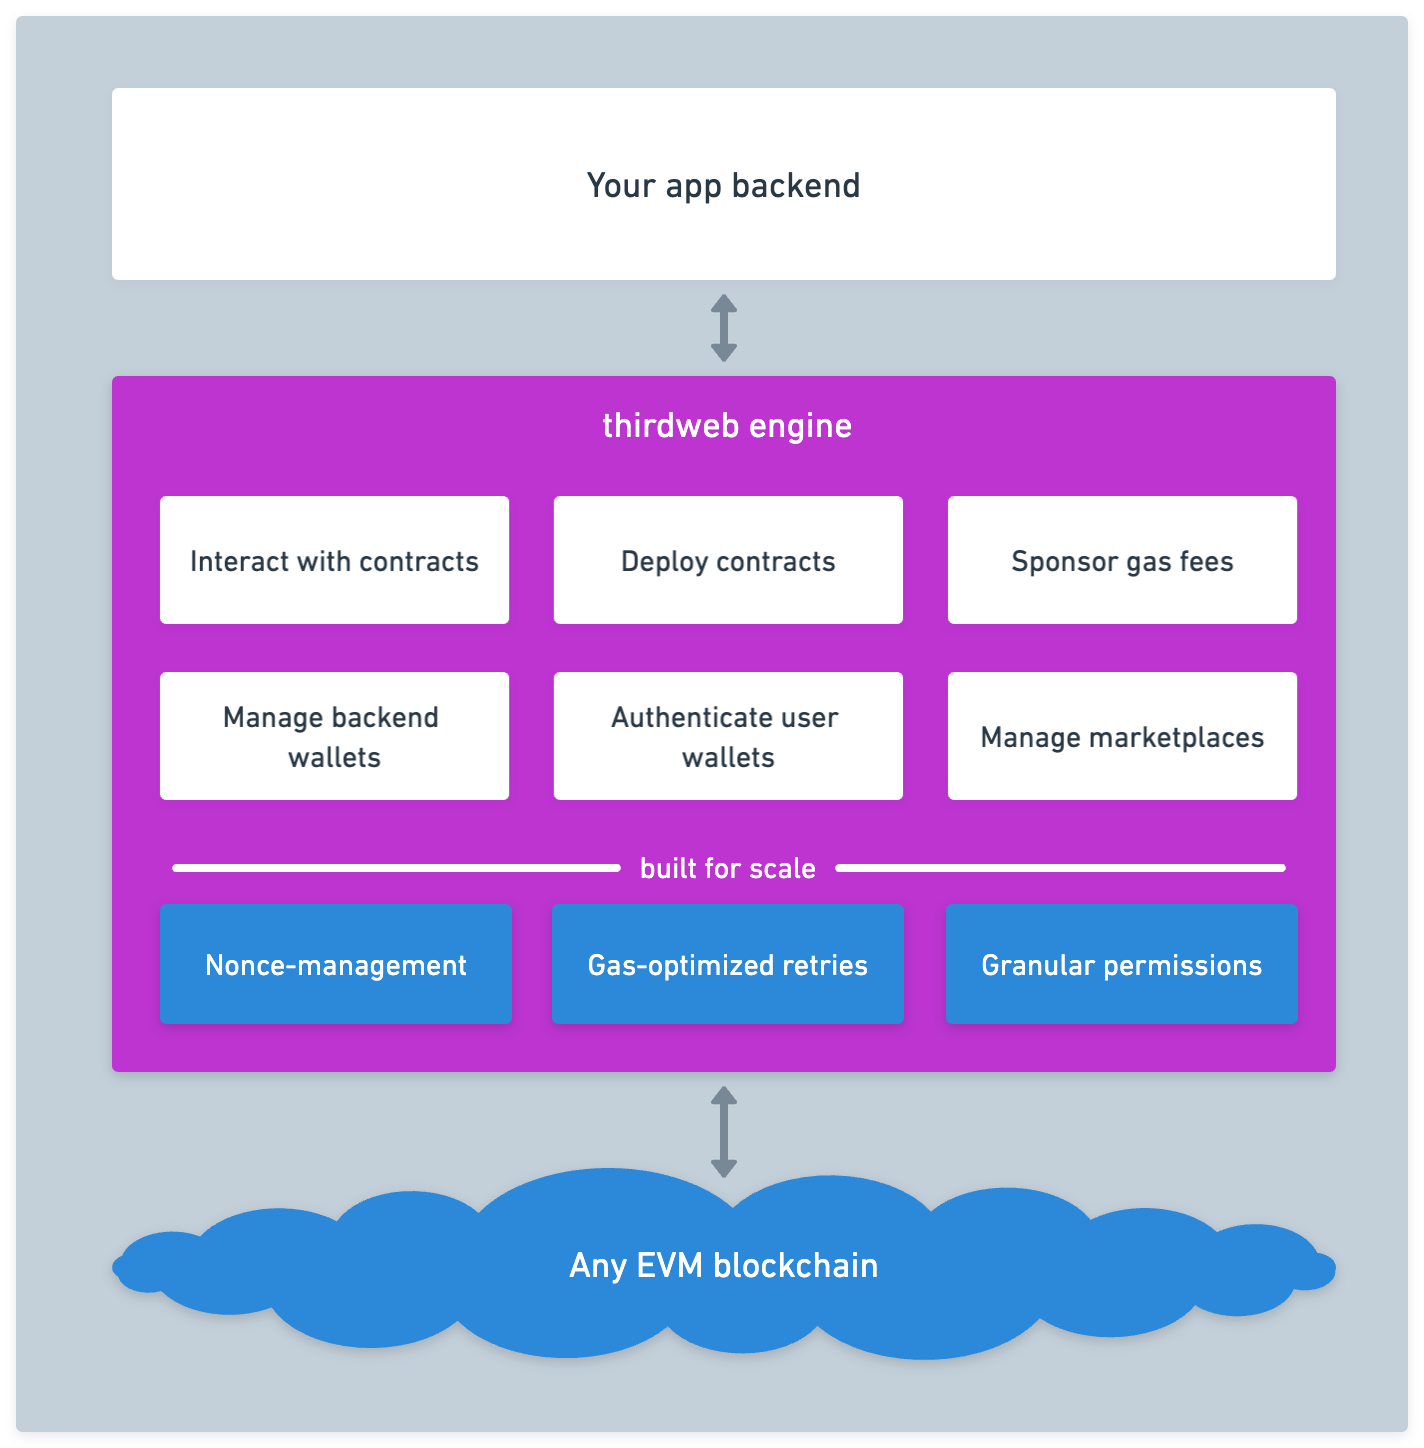 Your app backend
thirdweb engine
Interact with contracts
Deploy contracts
Sponsor gas fees
Manage backend
wallets
Authenticate user
wallets
Manage marketplaces
built for scale
Nonce-management
Gas-optimized retries
Granular permissions
Any EVM blockchain